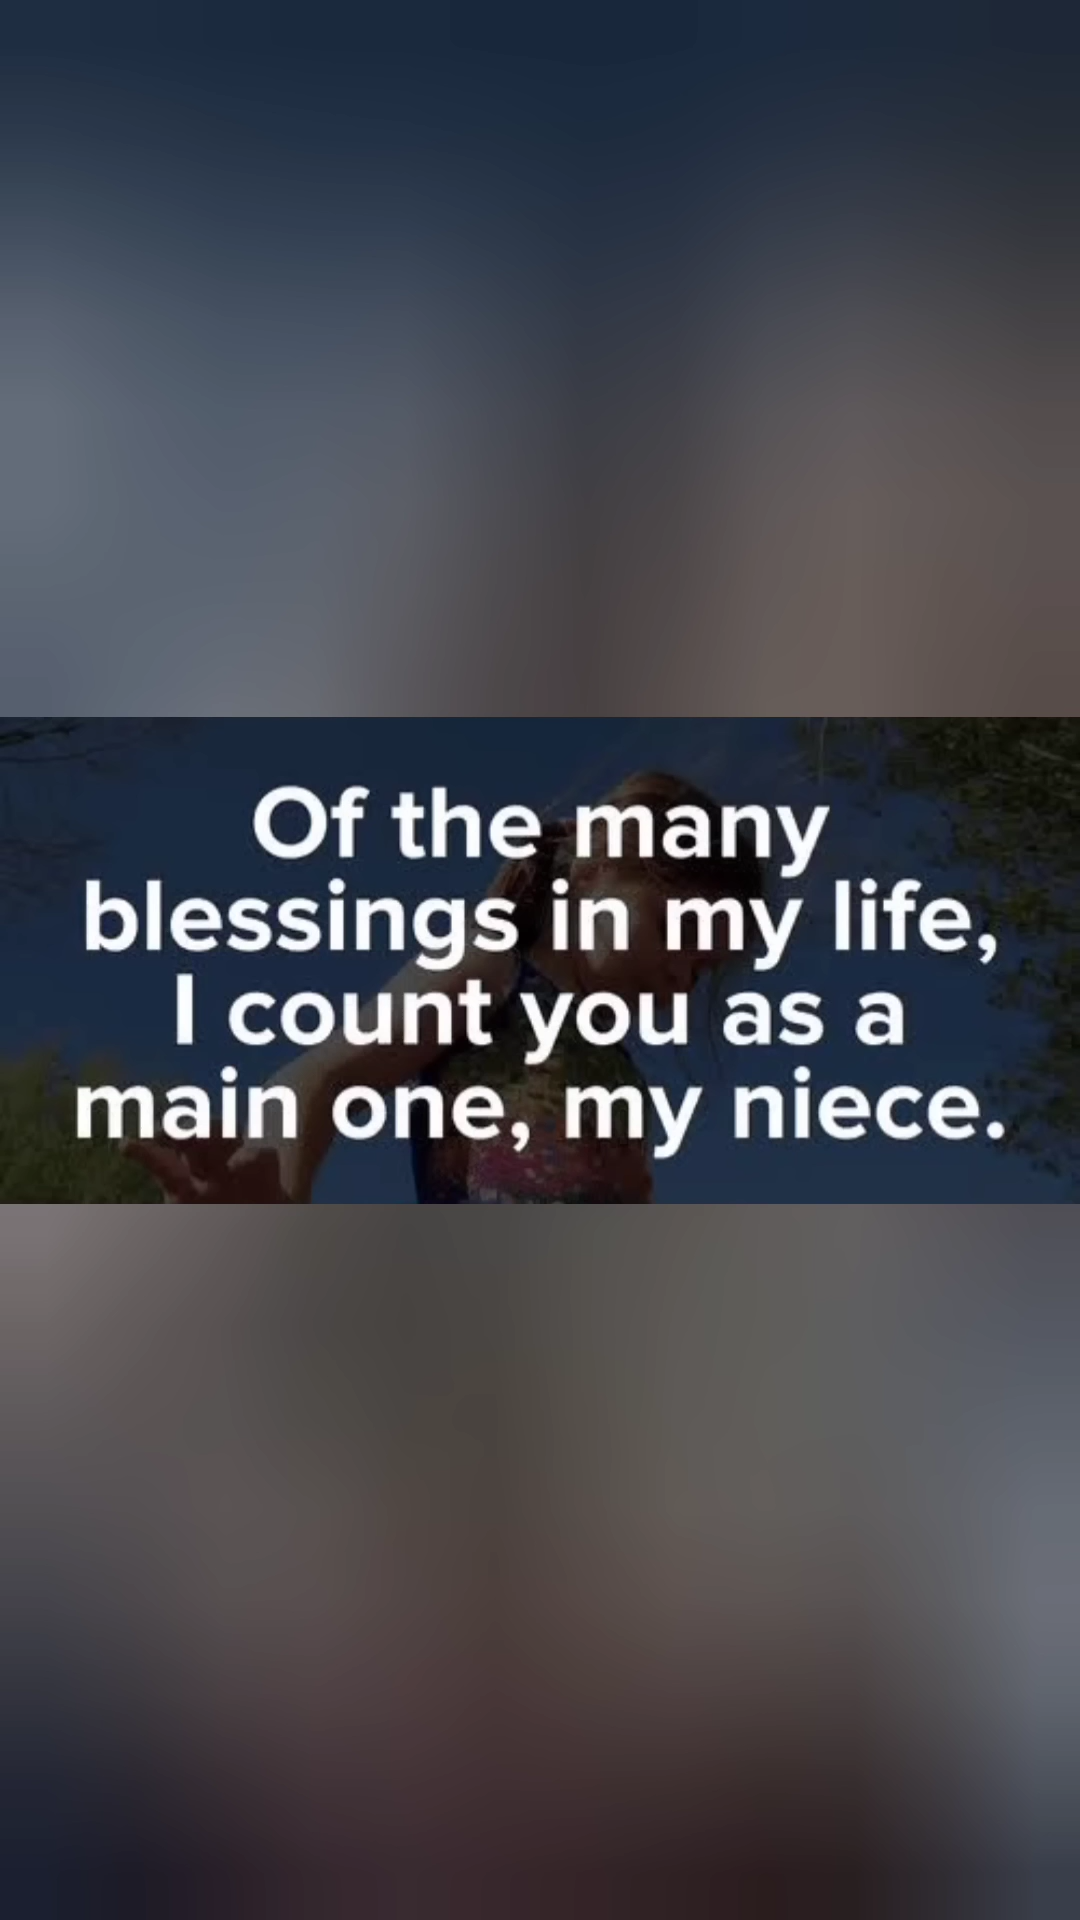 Of the many
blessings in my life,
I count you as a
main one, my niece.